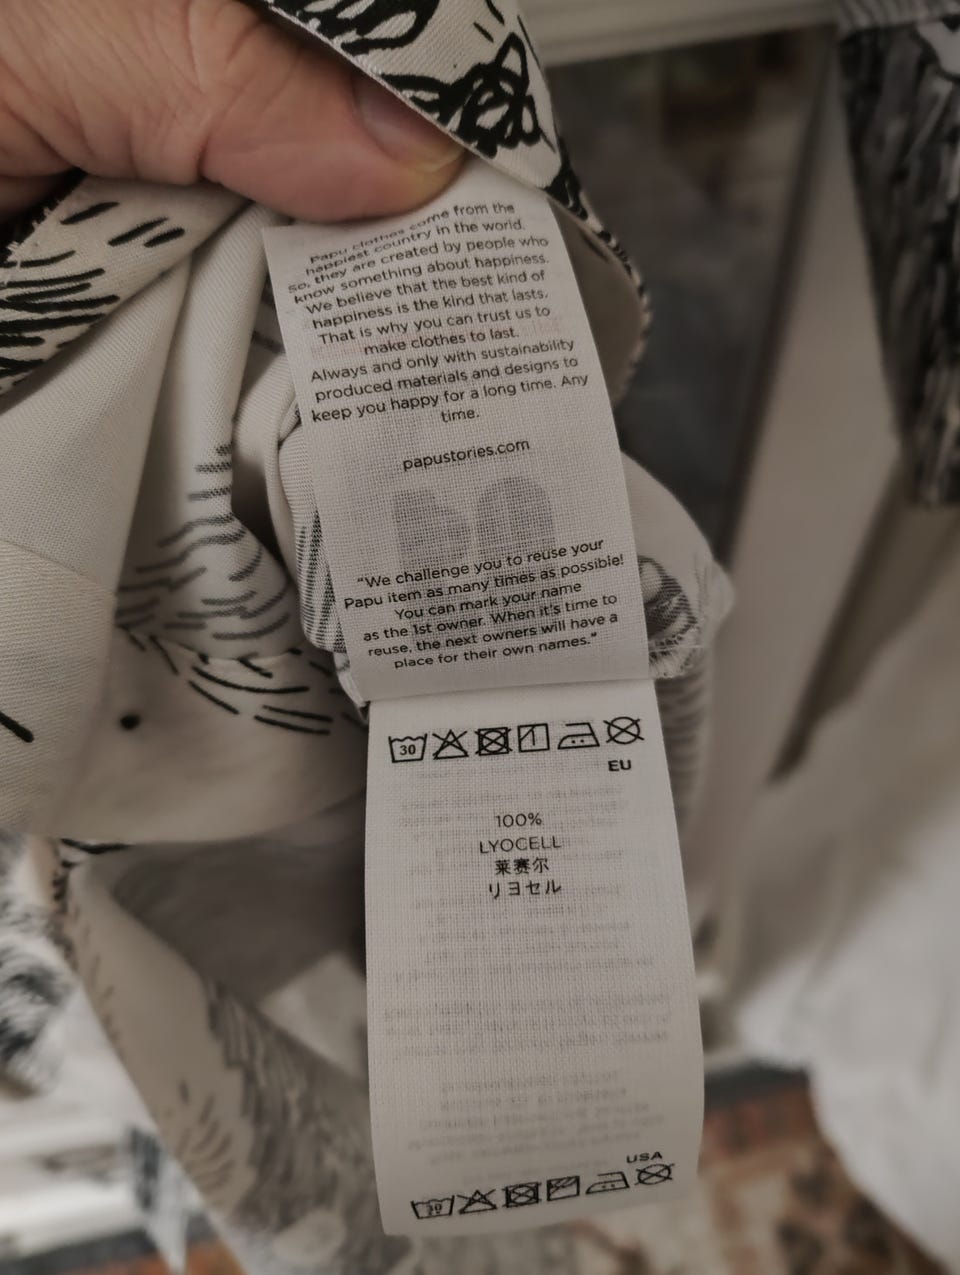 Papu clothes come from the
happiest country in the world.
So, they are created by people who
know something about happiness.
We believe that the best kind of
happiness is the kind that lasts.
That is why you can trust us to
make clothes to last.
Always and only with sustainability
produced materials and designs to
keep you happy for a long time. Any
time.
papustories.com
"We challenge you to reuse your
Papu item as many times as possible!
You can mark your name
as the 1st owner. When it's time to
reuse, the next owners will have a
place for their own names."
30
EU
100%
LYOCELL
莱赛尔
リヨセル
USA
30